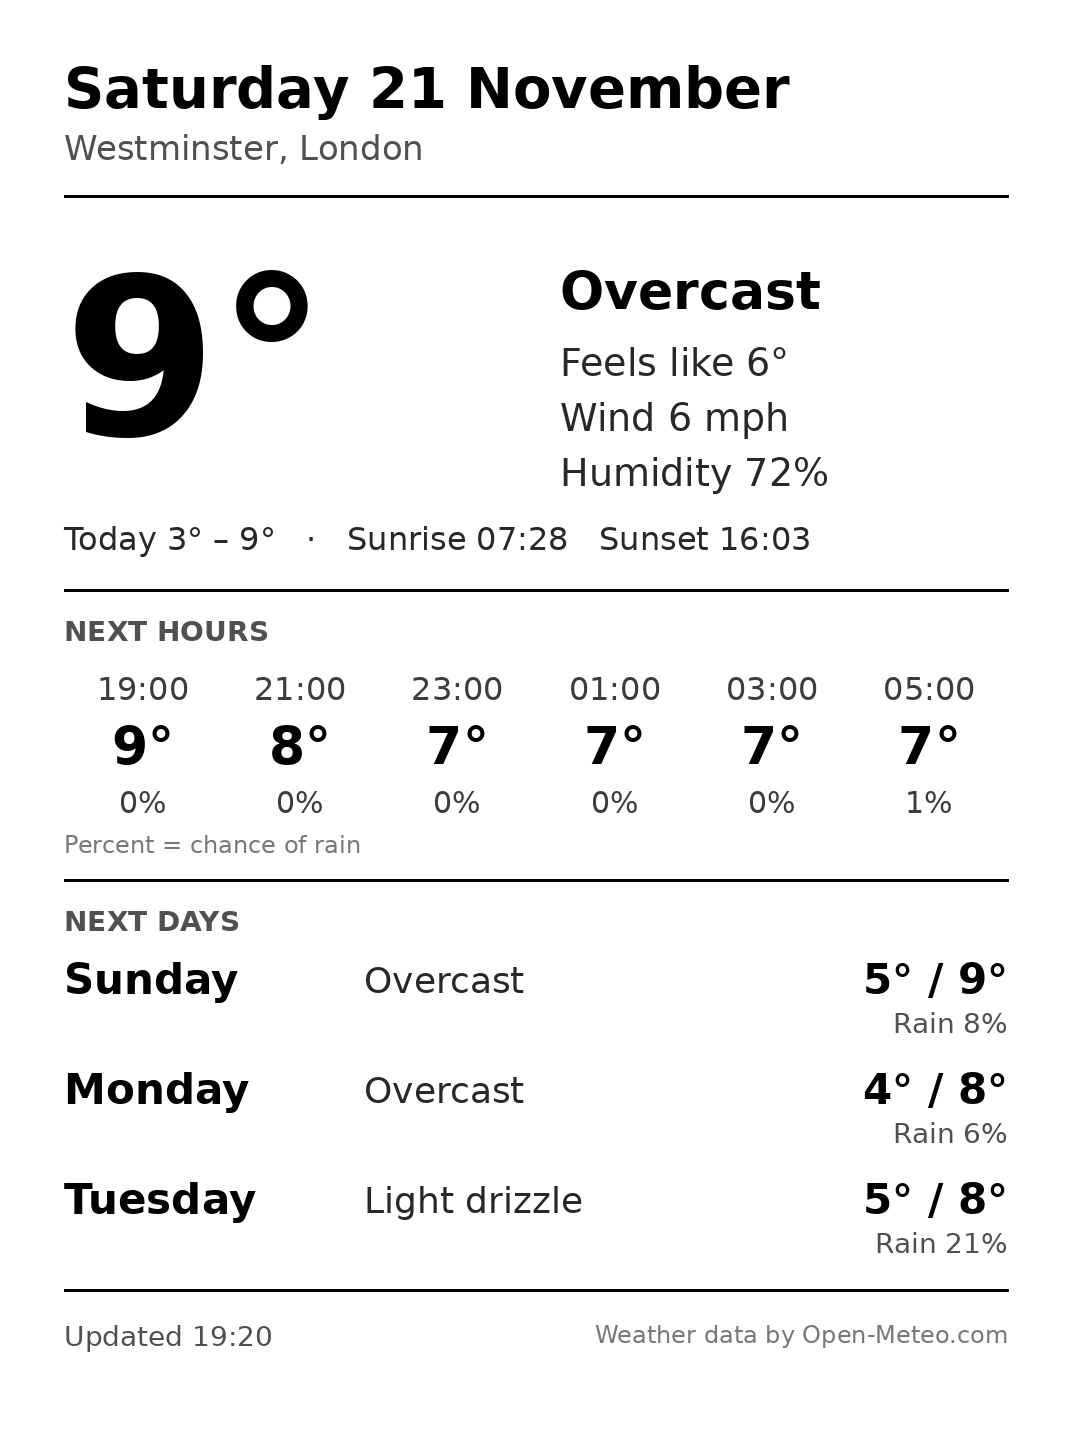 Saturday 21 November
Westminster, London
9°
Overcast
Feels like 6°
Wind 6 mph
Humidity 72%
Today 3° – 9° · Sunrise 07:28 Sunset 16:03
NEXT HOURS
19:00 21:00 23:00 01:00 03:00 05:00
9° 8° 7° 7° 7° 7°
0% 0% 0% 0% 0% 1%
Percent = chance of rain
NEXT DAYS
Sunday Overcast 5° / 9°
Rain 8%
Monday Overcast 4° / 8°
Rain 6%
Tuesday Light drizzle 5° / 8°
Rain 21%
Updated 19:20 Weather data by Open-Meteo.com